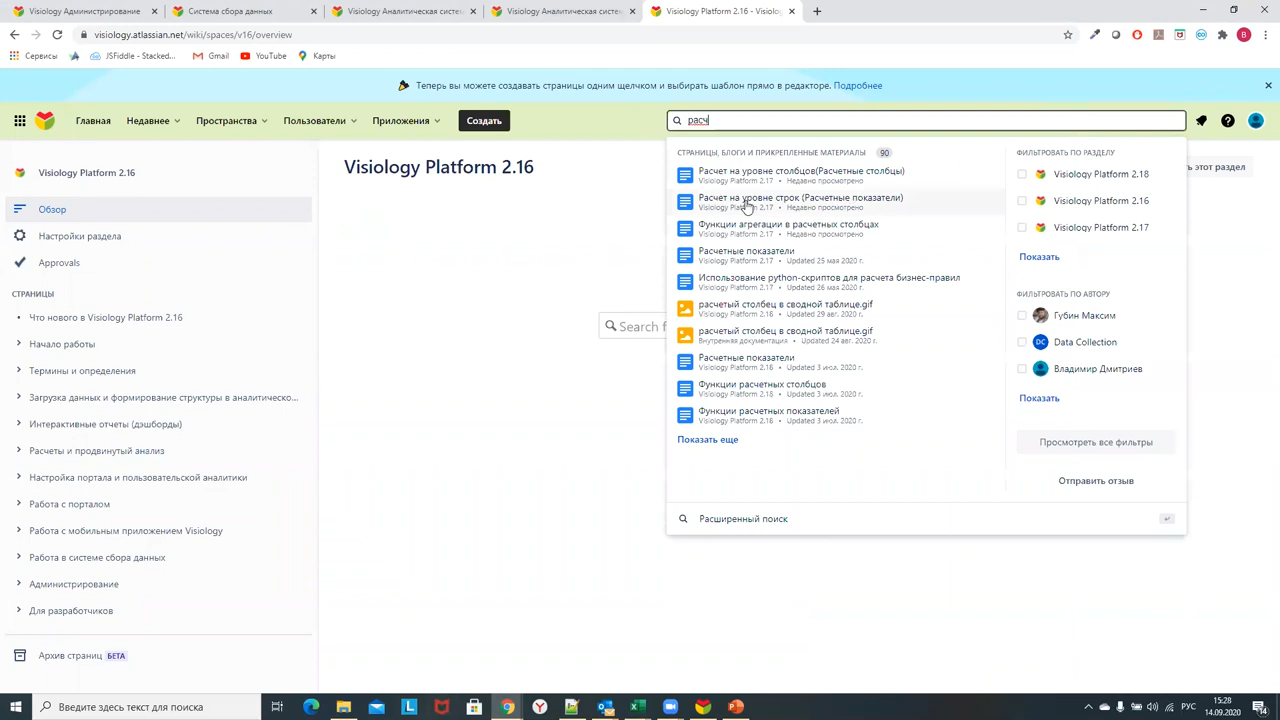 Visiology Администрирование
Система сбора данных
Visiology Аналитическая систем
Visiology Аналитическая систем
Visiology Platform 2.16 - Visiolog
visiology.atlassian.net/wiki/spaces/v16/overview
Сервисы
JSFiddle - Stacked...
Gmail
YouTube
Карты
Теперь вы можете создавать страницы одним щелчком и выбирать шаблон прямо в редакторе. Подробнее
Главная
Недавнее
Пространства
Пользователи
Приложения
Создать
расч
Visiology Platform 2.16
Обзор
Настройки раздела
Approvals
СТРАНИЦЫ
Что нового в Visiology Platform 2.16
Начало работы
Термины и определения
Загрузка данных и формирование структуры в аналитическо...
Интерактивные отчеты (дэшборды)
Расчеты и продвинутый анализ
Настройка портала и пользовательской аналитики
Работа с порталом
Работа с мобильным приложением Visiology
Работа в системе сбора данных
Администрирование
Для разработчиков
Архив страниц БЕТА
Visiology Platform 2.16
ь этот раздел
Search f
СТРАНИЦЫ, БЛОГИ И ПРИКРЕПЛЕННЫЕ МАТЕРИАЛЫ 90
Расчет на уровне столбцов(Расчетные столбцы)
Visiology Platform 2.17 • Недавно просмотрено
Расчет на уровне строк (Расчетные показатели)
Visiology Platform 2.17 • Недавно просмотрено
Функции агрегации в расчетных столбцах
Visiology Platform 2.17 • Недавно просмотрено
Расчетные показатели
Visiology Platform 2.17 • Updated 25 мая 2020 г.
Использование python-скриптов для расчета бизнес-правил
Visiology Platform 2.17 • Updated 26 мая 2020 г.
расчетый столбец в сводной таблице.gif
Visiology Platform 2.18 • Updated 29 авг. 2020 г.
расчетый столбец в сводной таблице.gif
Внутренняя документация • Updated 24 авг. 2020 г.
Расчетные показатели
Visiology Platform 2.18 • Updated 3 июл. 2020 г.
Функции расчетных столбцов
Visiology Platform 2.18 • Updated 3 июл. 2020 г.
Функции расчетных показателей
Visiology Platform 2.18 • Updated 3 июл. 2020 г.
Показать еще
ФИЛЬТРОВАТЬ ПО РАЗДЕЛУ
Visiology Platform 2.18
Visiology Platform 2.16
Visiology Platform 2.17
Показать
ФИЛЬТРОВАТЬ ПО АВТОРУ
Губин Максим
DC Data Collection
Владимир Дмитриев
Показать
Просмотреть все фильтры
Отправить отзыв
Расширенный поиск
Введите здесь текст для поиска
РУС
15:28
14.09.2020